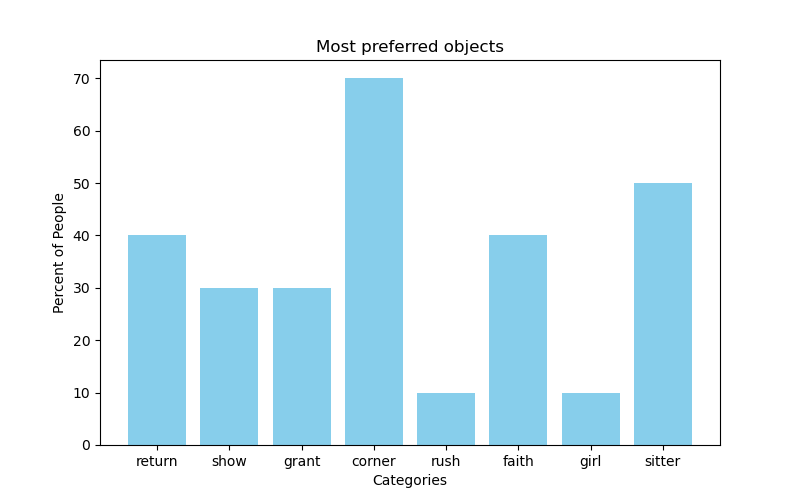 Most preferred objects
Percent of People
70
60
50
40
30
20
10
0
return show grant corner rush faith girl sitter
Categories